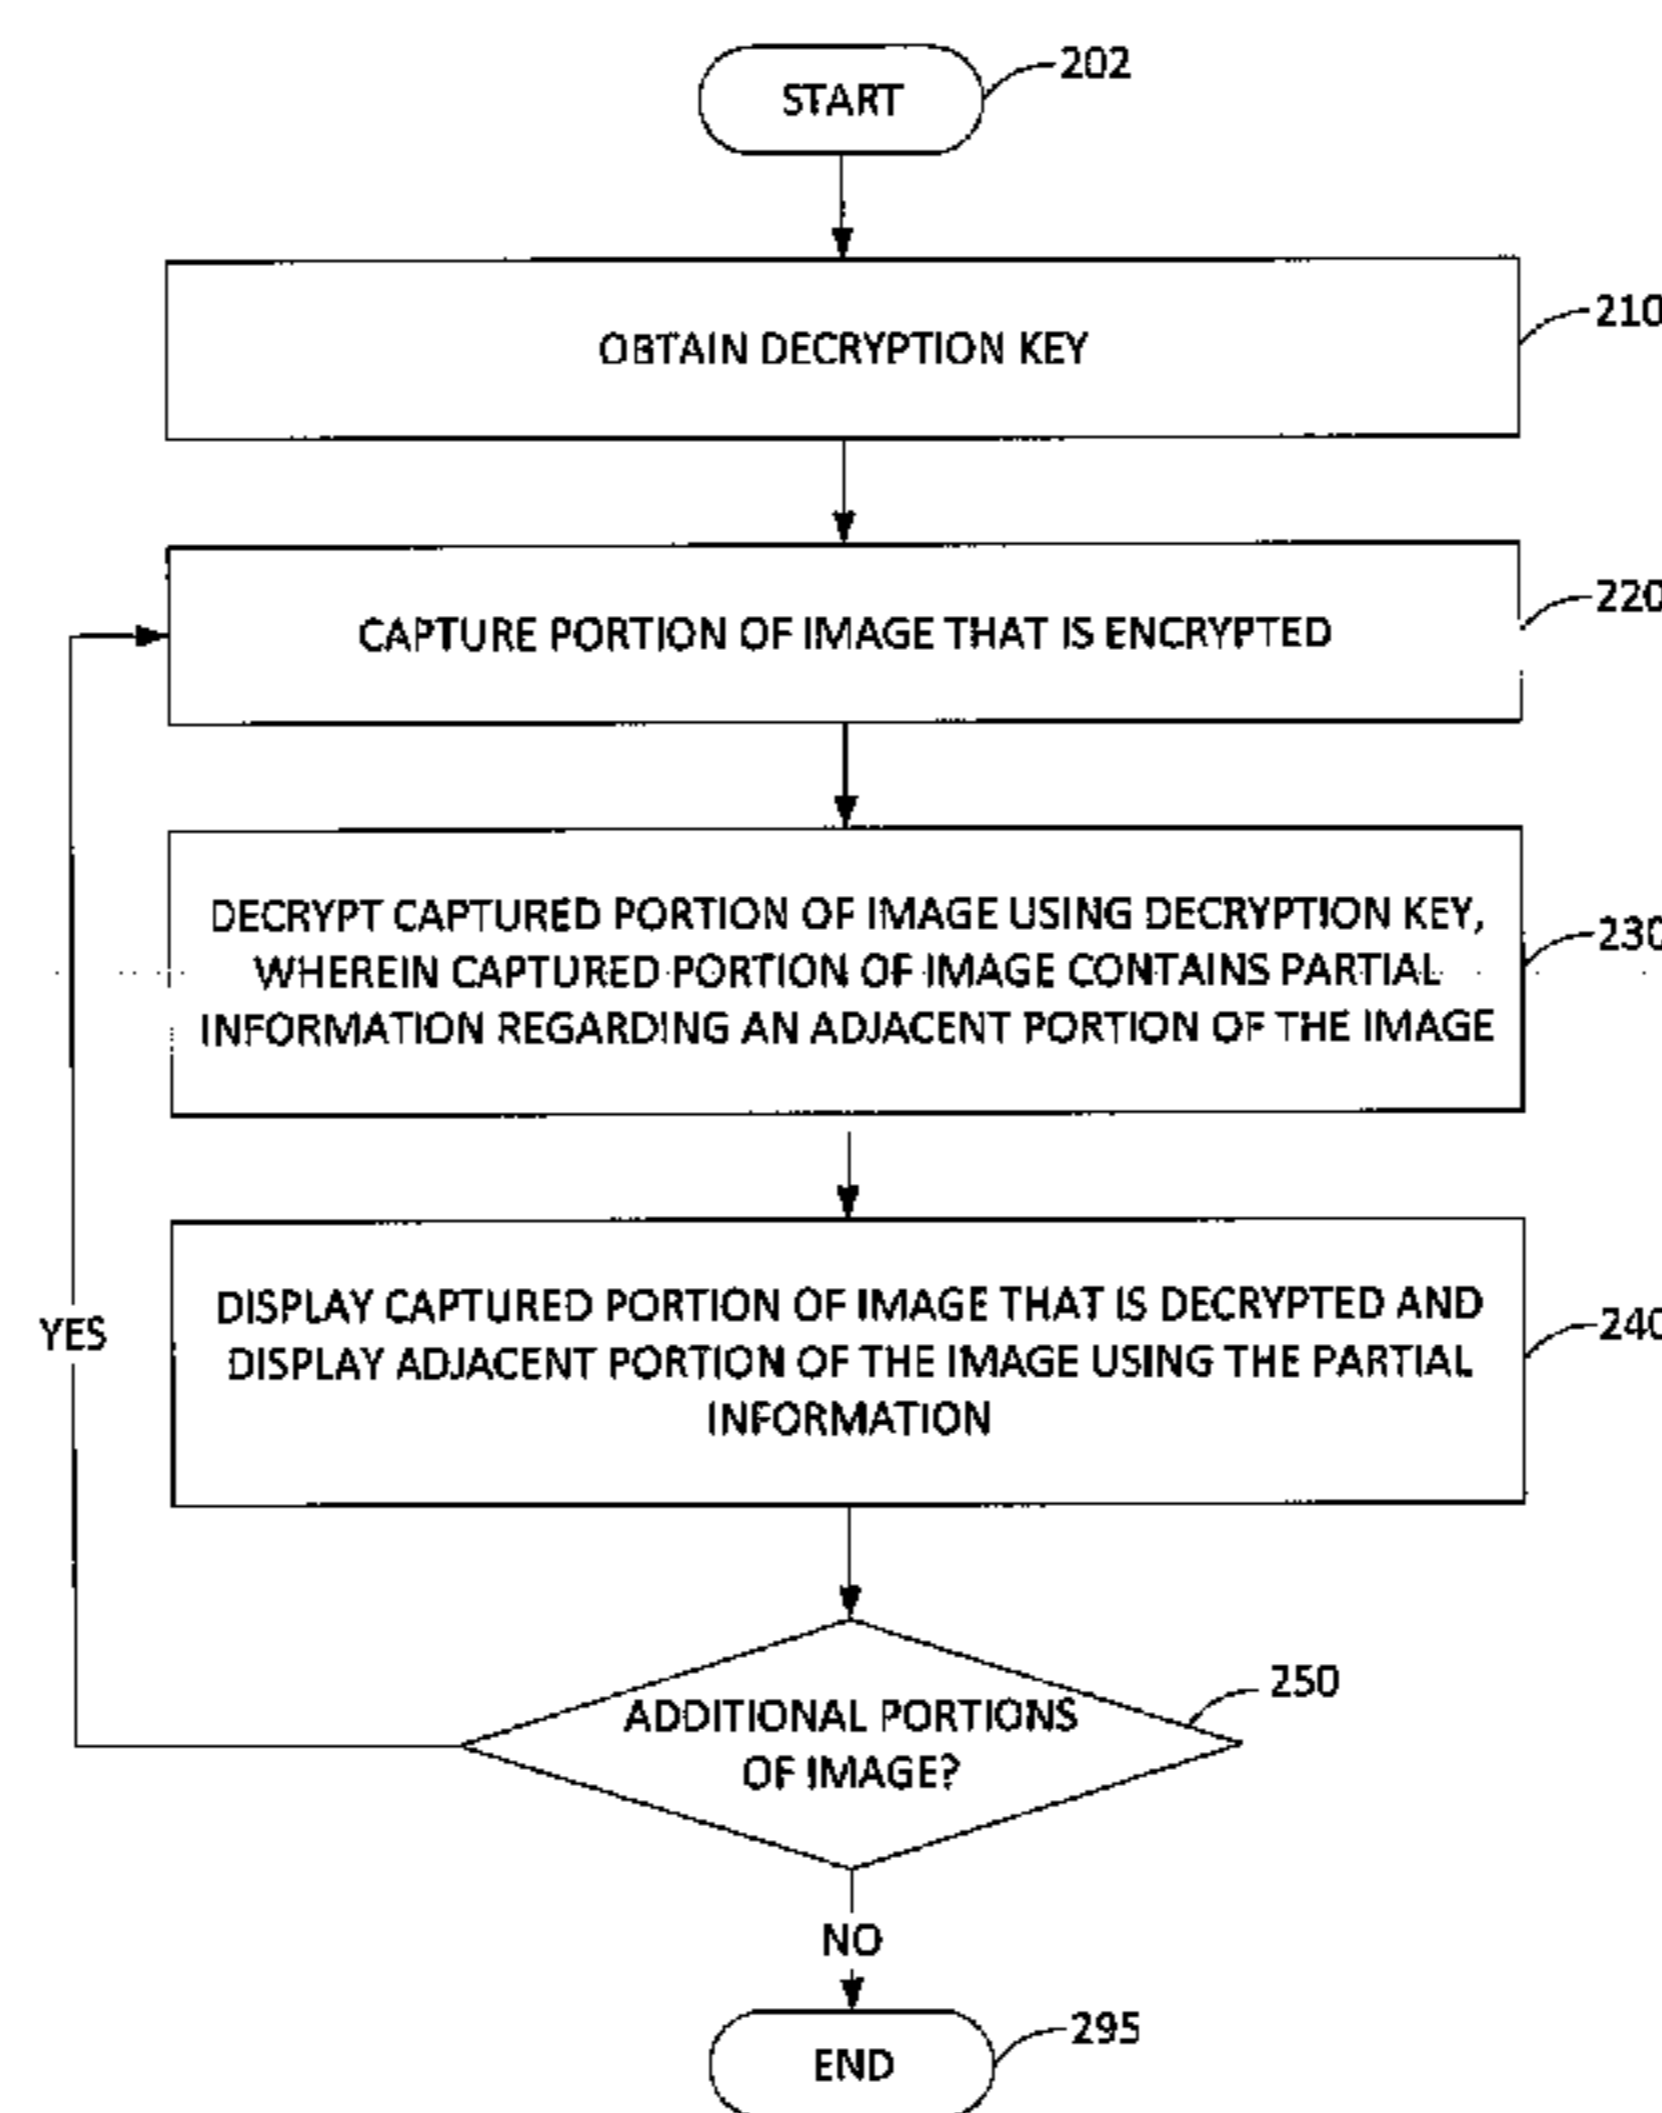 START
202
OBTAIN DECRYPTION KEY
210
CAPTURE PORTION OF IMAGE THAT IS ENCRYPTED
220
DECRYPT CAPTURED PORTION OF IMAGE USING DECRYPTION KEY,
WHEREIN CAPTURED PORTION OF IMAGE CONTAINS PARTIAL
INFORMATION REGARDING AN ADJACENT PORTION OF THE IMAGE
230
DISPLAY CAPTURED PORTION OF IMAGE THAT IS DECRYPTED AND
DISPLAY ADJACENT PORTION OF THE IMAGE USING THE PARTIAL
INFORMATION
240
YES
ADDITIONAL PORTIONS
OF IMAGE?
250
NO
END
295